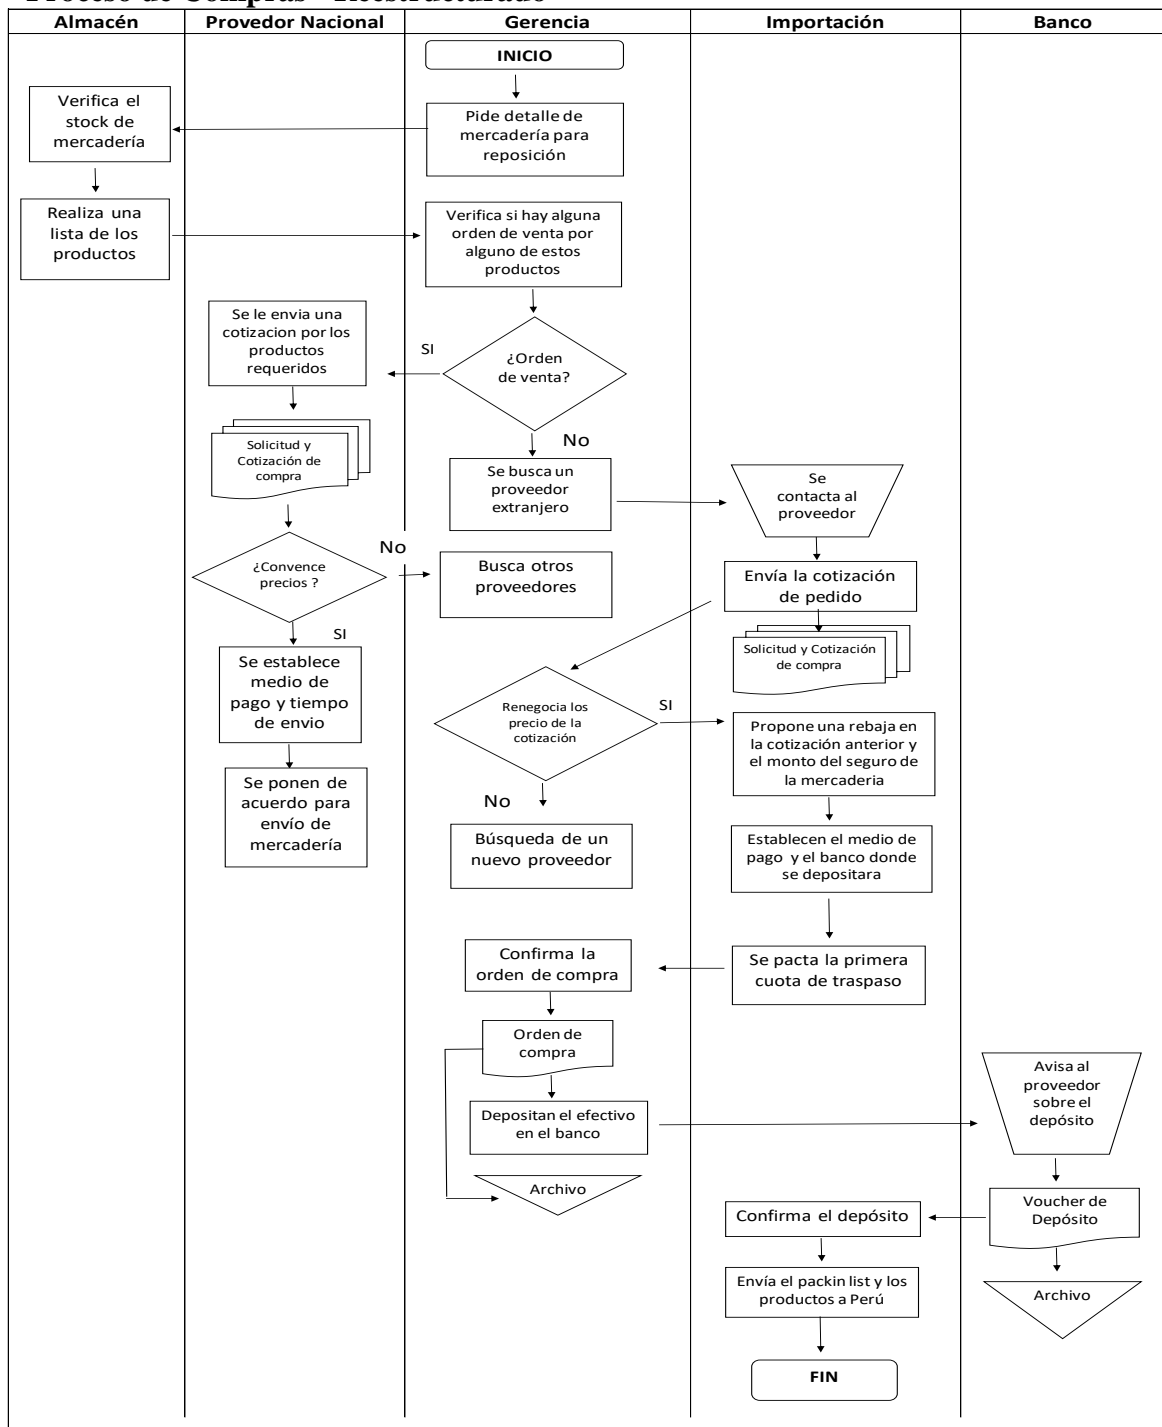 Proceso de Compras - Reestructurado
Almacén
Provedor Nacional
Gerencia
Importación
Banco
INICIO
Pide detalle de
mercadería para
reposición
Verifica el
stock de
mercadería
Realiza una
lista de los
productos
Verifica si hay alguna
orden de venta por
alguno de estos
productos
¿Orden
de venta?
SI
Se le envia una
cotizacion por los
productos
requeridos
Solicitud y
Cotización de
compra
No
Se busca un
proveedor
extranjero
Se
contacta al
proveedor
¿Convence
precios ?
No
Busca otros
proveedores
Envía la cotización
de pedido
Solicitud y Cotización
de compra
SI
Se establece
medio de
pago y tiempo
de envio
Renegocia los
precio de la
cotización
SI
Propone una rebaja en
la cotización anterior y
el monto del seguro de
la mercaderia
Se ponen de
acuerdo para
envío de
mercadería
No
Búsqueda de un
nuevo proveedor
Establecen el medio de
pago y el banco donde
se depositara
Confirma la
orden de compra
Se pacta la primera
cuota de traspaso
Orden de
compra
Depositan el efectivo
en el banco
Archivo
Avisa al
proveedor
sobre el
depósito
Voucher de
Depósito
Confirma el depósito
Archivo
Envía el packin list y los
productos a Perú
FIN